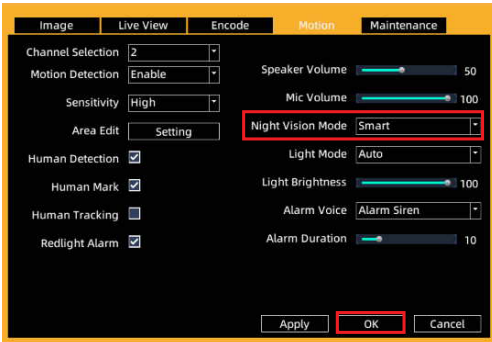 Image Live View Encode Motion Maintenance
Channel Selection 2
Motion Detection Enable
Sensitivity High
Area Edit Setting
Human Detection
Human Mark
Human Tracking
Redlight Alarm
Speaker Volume 50
Mic Volume 100
Night Vision Mode Smart
Light Mode Auto
Light Brightness 100
Alarm Voice Alarm Siren
Alarm Duration 10
Apply OK Cancel